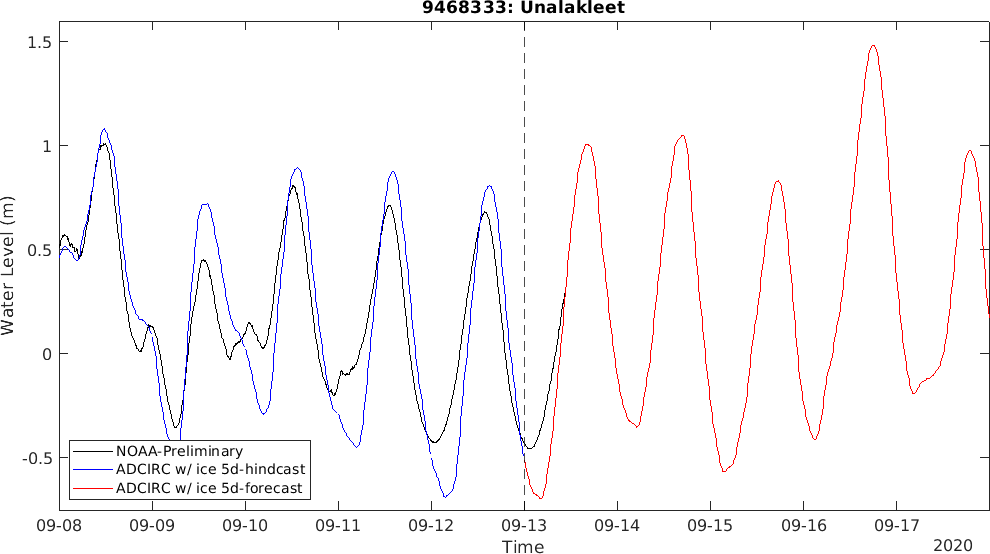 9468333: Unalakleet
1.5
1
0.5
0
-0.5
Water Level (m)
NOAA-Preliminary
ADCIRC w/ ice 5d-hindcast
ADCIRC w/ ice 5d-forecast
09-08 09-09 09-10 09-11 09-12 09-13 09-14 09-15 09-16 09-17
Time
2020